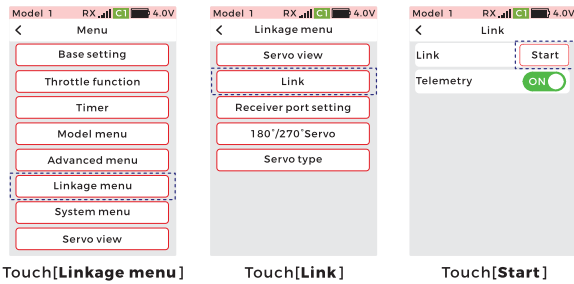 Model 1 RX C1 4.0V
Menu
Base setting
Throttle function
Timer
Model menu
Advanced menu
Linkage menu
System menu
Servo view
Touch[Linkage menu]
Model 1 RX C1 4.0V
Linkage menu
Servo view
Link
Receiver port setting
180°/270°Servo
Servo type
Touch[Link]
Model 1 RX C1 4.0V
Link
Link Start
Telemetry ON
Touch[Start]